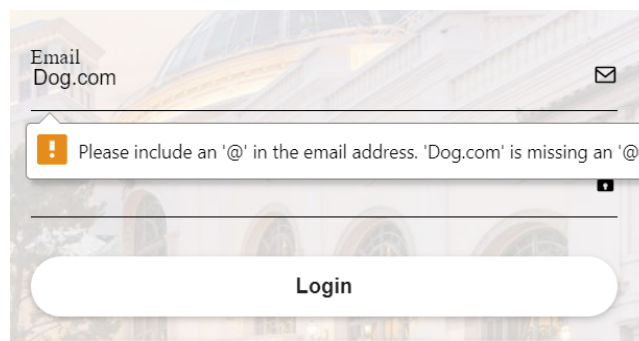 Email
Dog.com
Please include an '@' in the email address. 'Dog.com' is missing an '@
Login